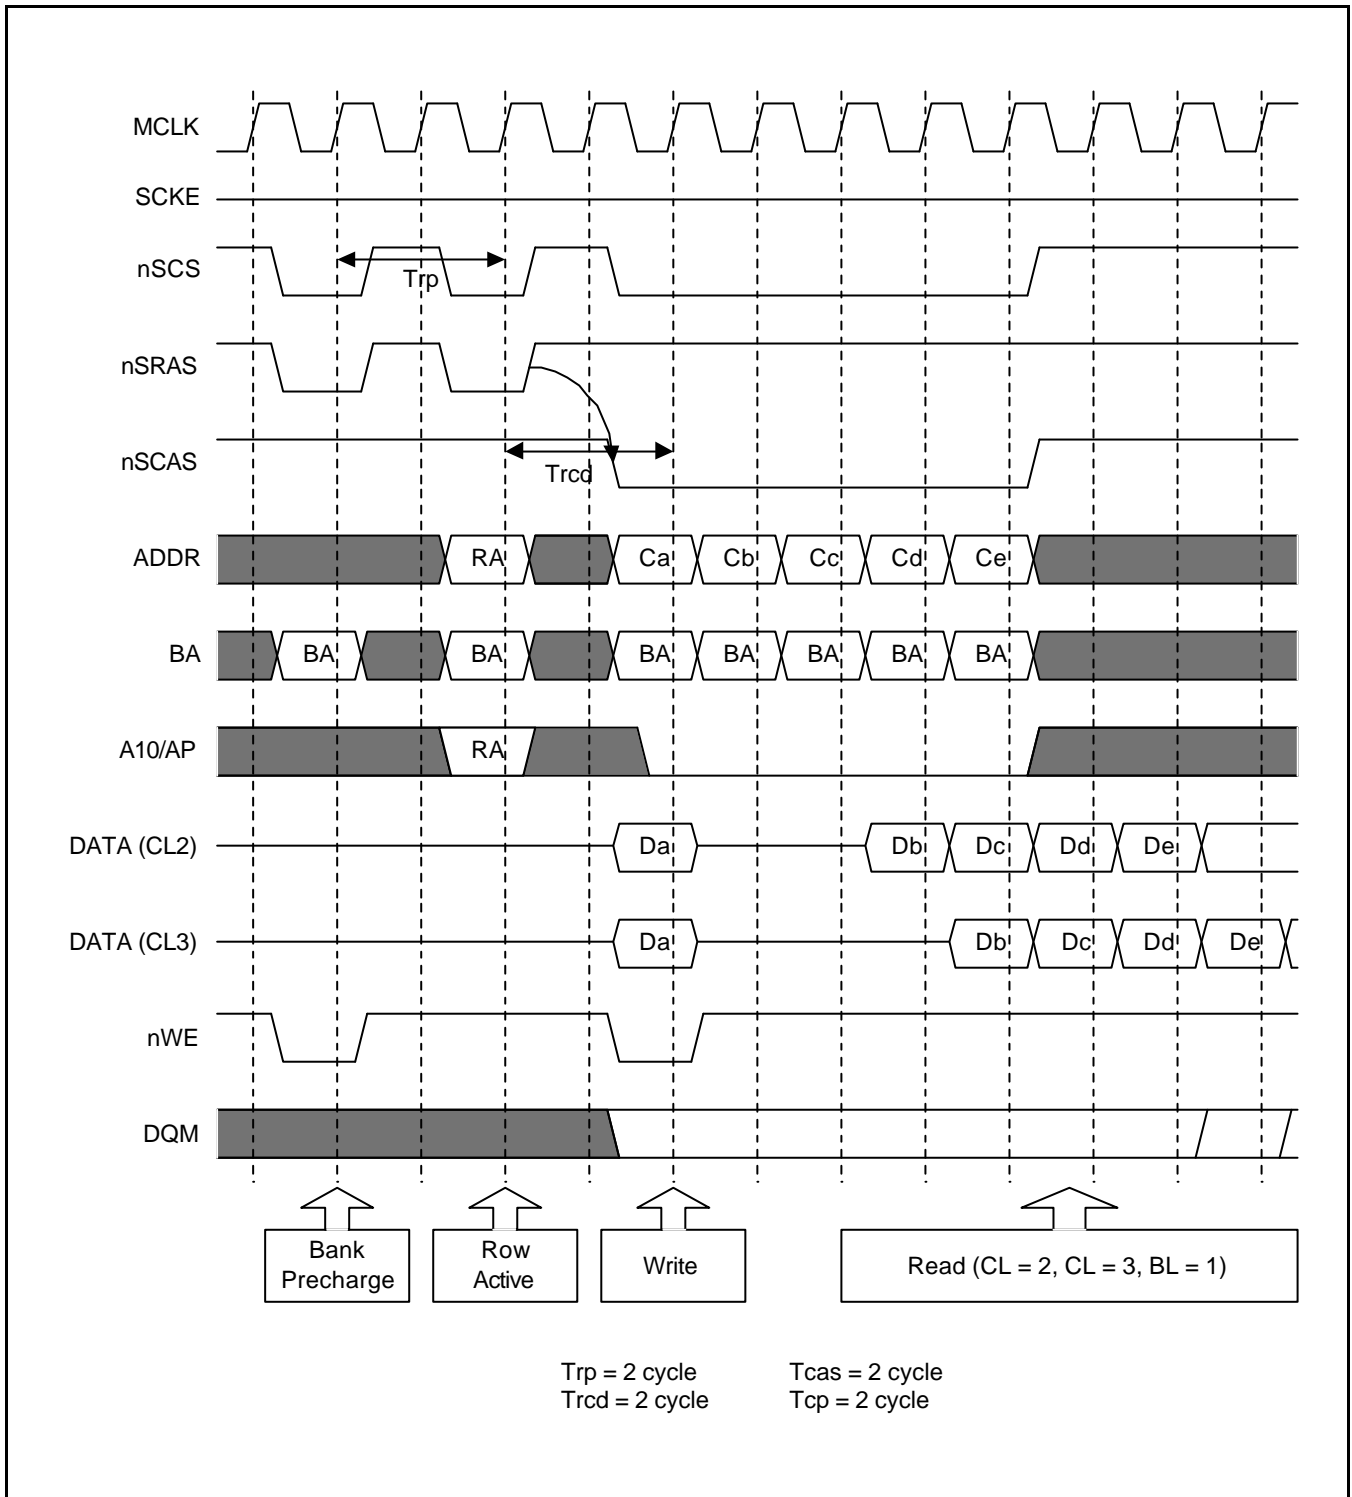 MCLK
SCKE
nSCS
Trp
nSRAS
nSCAS
Trcd
ADDR RA Ca Cb Cc Cd Ce
BA BA BA BA BA BA BA BA
A10/AP RA
DATA (CL2) Da Db Dc Dd De
DATA (CL3) Da Db Dc Dd De
nWE
DQM
Bank
Precharge
Row
Active
Write
Read (CL = 2, CL = 3, BL = 1)
Trp = 2 cycle Tcas = 2 cycle
Trcd = 2 cycle Tcp = 2 cycle